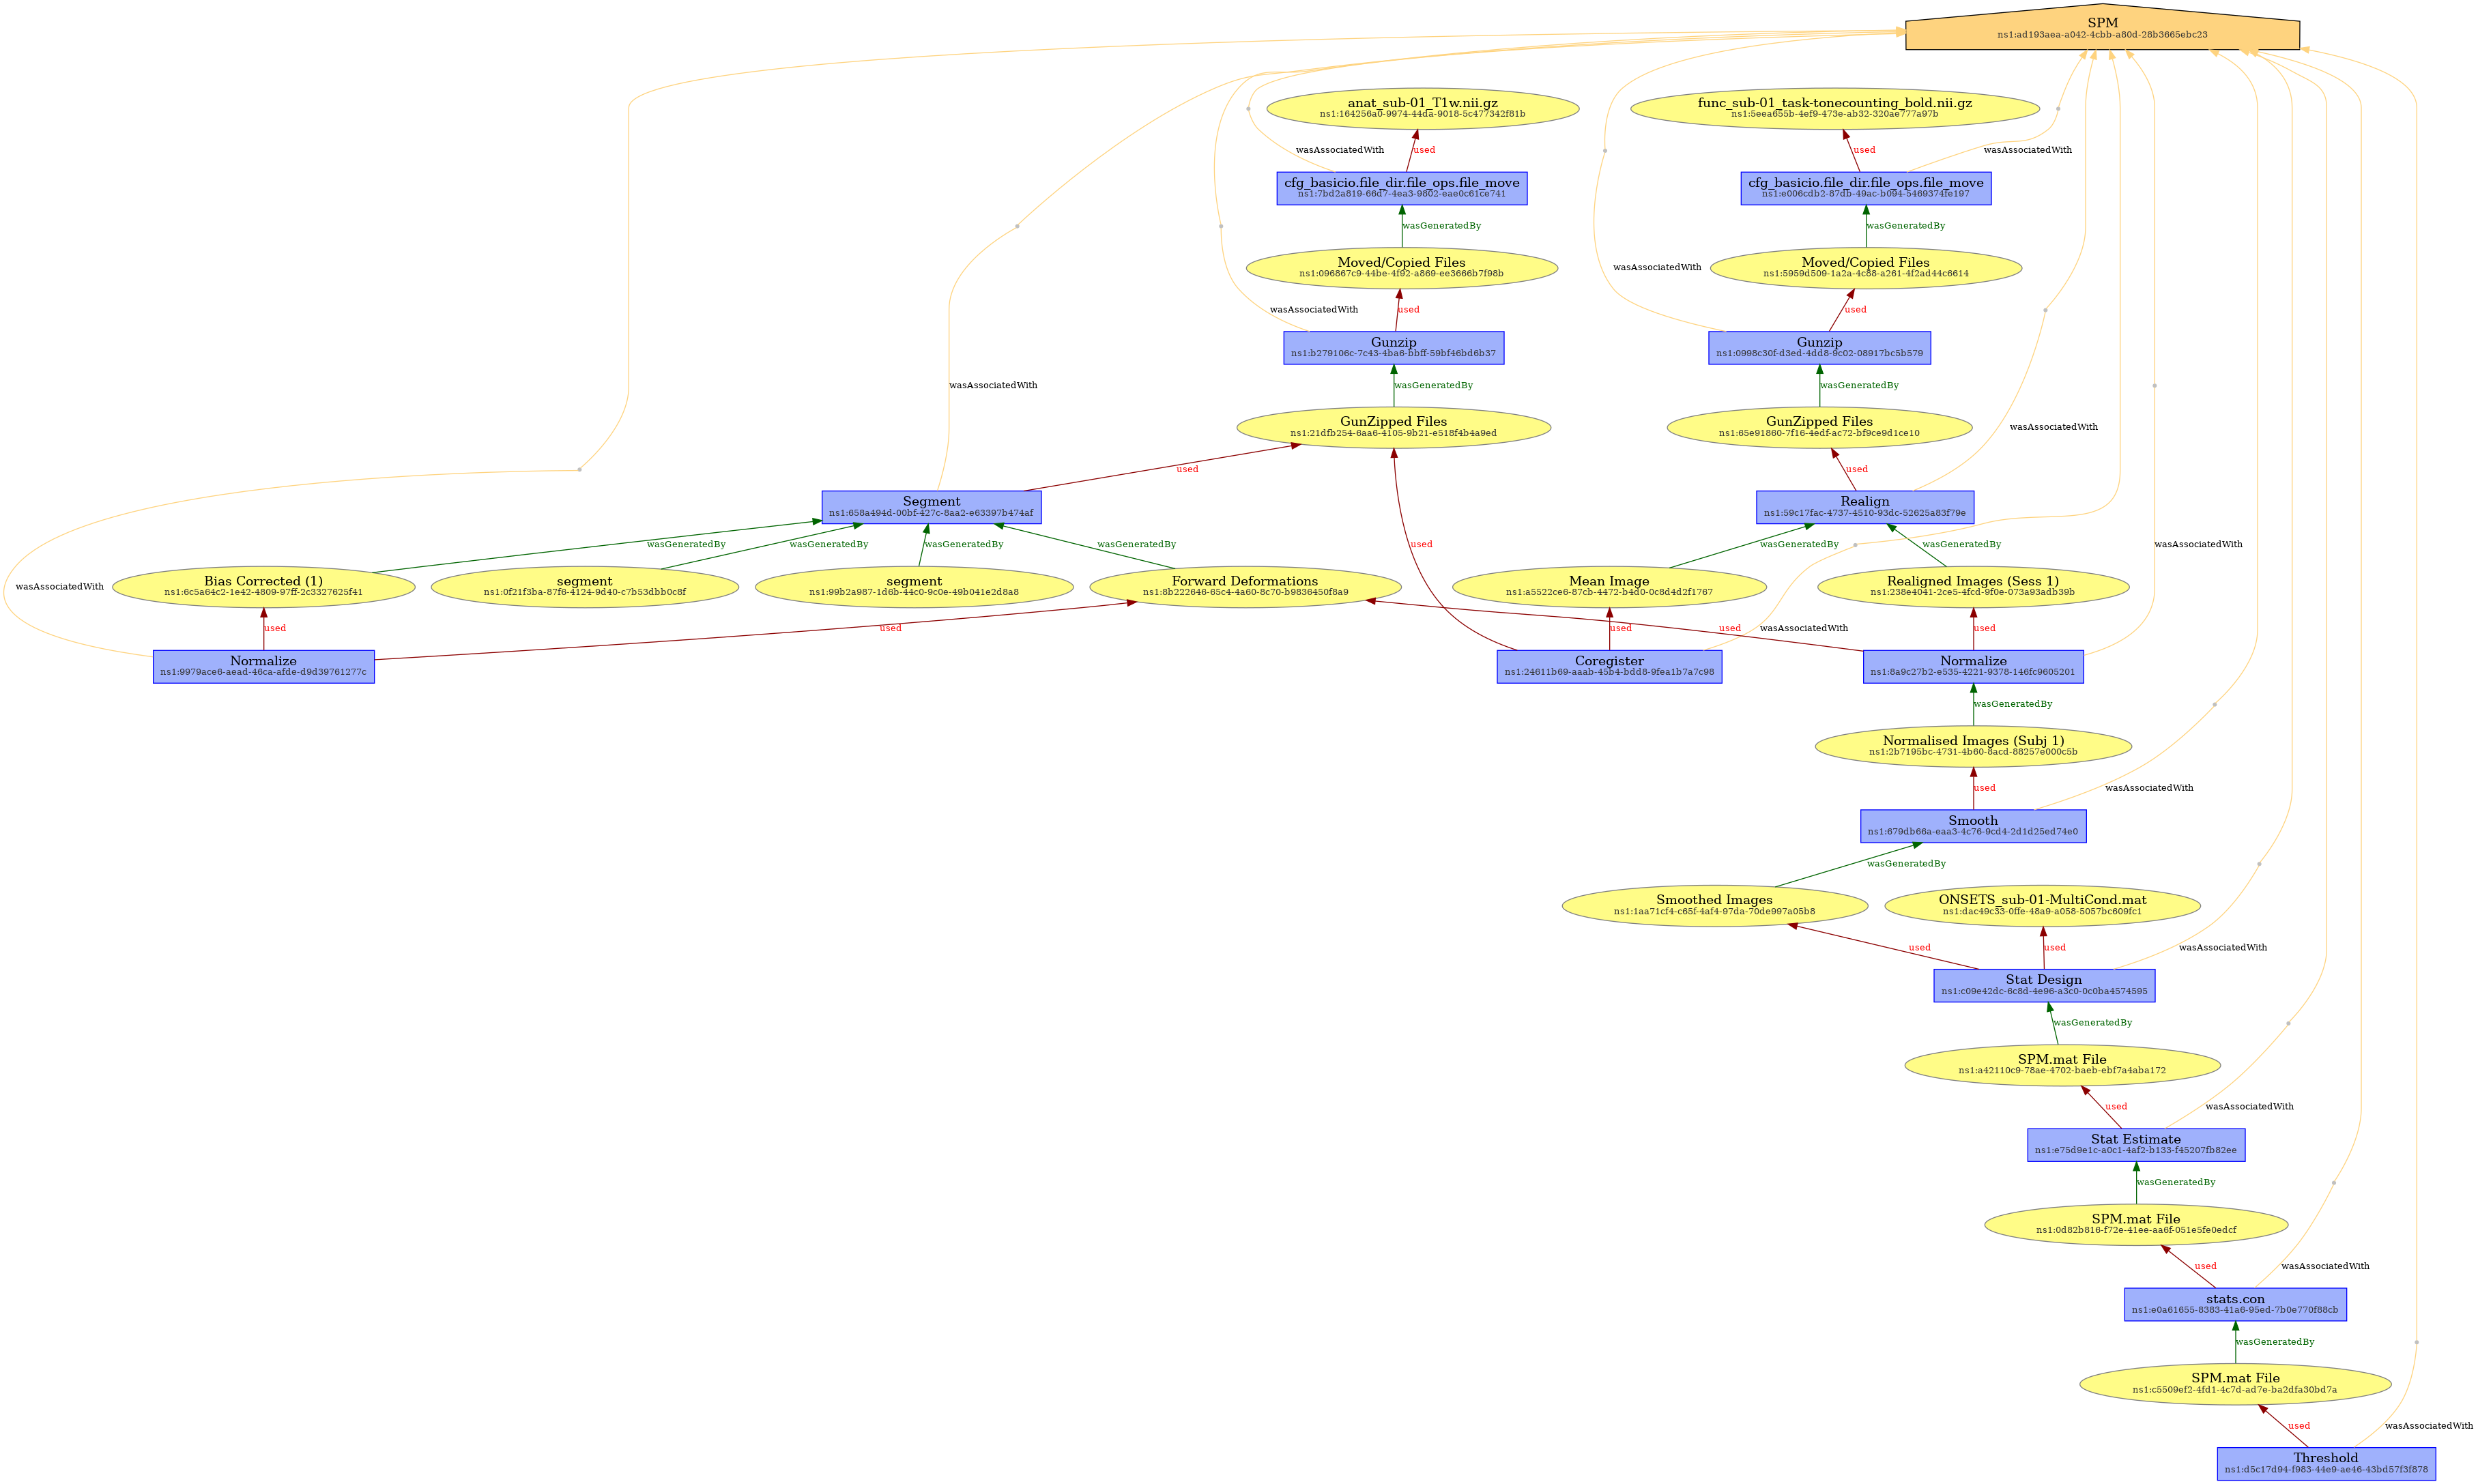 SPM
ns1:ad193aea-a042-4cbb-a80d-28b3665ebc23
anat_sub-01_T1w.nii.gz
ns1:164256a0-9974-44da-9018-5c477342f81b
func_sub-01_task-tonecounting_bold.nii.gz
ns1:5eea655b-4ef9-473e-ab32-320ae777a97b
wasAssociatedWith
used
used
wasAssociatedWith
cfg_basicio.file_dir.file_ops.file_move
ns1:7bd2a819-66d7-4ea3-9802-eae0c61ce741
cfg_basicio.file_dir.file_ops.file_move
ns1:e006cdb2-87db-49ac-b094-5469374fe197
wasGeneratedBy
wasGeneratedBy
Moved/Copied Files
ns1:096867c9-44be-4f92-a869-ee3666b7f98b
wasAssociatedWith
Moved/Copied Files
ns1:5959d509-1a2a-4c88-a261-4f2ad44c6614
wasAssociatedWith
used
used
Gunzip
ns1:b279106c-7c43-4ba6-bbff-59bf46bd6b37
Gunzip
ns1:0998c30f-d3ed-4dd8-9c02-08917bc5b579
wasAssociatedWith
wasGeneratedBy
wasGeneratedBy
GunZipped Files
ns1:21dfb254-6aa6-4105-9b21-e518f4b4a9ed
GunZipped Files
ns1:65e91860-7f16-4edf-ac72-bf9ce9d1ce10
wasAssociatedWith
used
used
Segment
ns1:658a494d-00bf-427c-8aa2-e63397b474af
Realign
ns1:59c17fac-4737-4510-93dc-52625a83f79e
wasGeneratedBy
wasGeneratedBy
wasGeneratedBy
wasGeneratedBy
used
wasGeneratedBy
wasGeneratedBy
wasAssociatedWith
wasAssociatedWith
Bias Corrected (1)
ns1:6c5a64c2-1e42-4809-97ff-2c3327625f41
segment
ns1:0f21f3ba-87f6-4124-9d40-c7b53dbb0c8f
segment
ns1:99b2a987-1d6b-44c0-9c0e-49b041e2d8a8
Forward Deformations
ns1:8b222646-65c4-4a60-8c70-b9836450f8a9
Mean Image
ns1:a5522ce6-87cb-4472-b4d0-0c8d4d2f1767
Realigned Images (Sess 1)
ns1:238e4041-2ce5-4fcd-9f0e-073a93adb39b
used
used
used
used
wasAssociatedWith
used
Normalize
ns1:9979ace6-aead-46ca-afde-d9d39761277c
Coregister
ns1:24611b69-aaab-45b4-bdd8-9fea1b7a7c98
Normalize
ns1:8a9c27b2-e535-4221-9378-146fc9605201
wasGeneratedBy
Normalised Images (Subj 1)
ns1:2b7195bc-4731-4b60-8acd-88257e000c5b
used
wasAssociatedWith
Smooth
ns1:679db66a-eaa3-4c76-9cd4-2d1d25ed74e0
wasGeneratedBy
Smoothed Images
ns1:1aa71cf4-c65f-4af4-97da-70de997a05b8
ONSETS_sub-01-MultiCond.mat
ns1:dac49c33-0ffe-48a9-a058-5057bc609fc1
used
used
wasAssociatedWith
Stat Design
ns1:c09e42dc-6c8d-4e96-a3c0-0c0ba4574595
wasGeneratedBy
SPM.mat File
ns1:a42110c9-78ae-4702-baeb-ebf7a4aba172
used
wasAssociatedWith
Stat Estimate
ns1:e75d9e1c-a0c1-4af2-b133-f45207fb82ee
wasGeneratedBy
SPM.mat File
ns1:0d82b816-f72e-41ee-aa6f-051e5fe0edcf
used
wasAssociatedWith
stats.con
ns1:e0a61655-8383-41a6-95ed-7b0e770f88cb
wasGeneratedBy
SPM.mat File
ns1:c5509ef2-4fd1-4c7d-ad7e-ba2dfa30bd7a
used
wasAssociatedWith
Threshold
ns1:d5c17d94-f983-44e9-ae46-43bd57f3f878